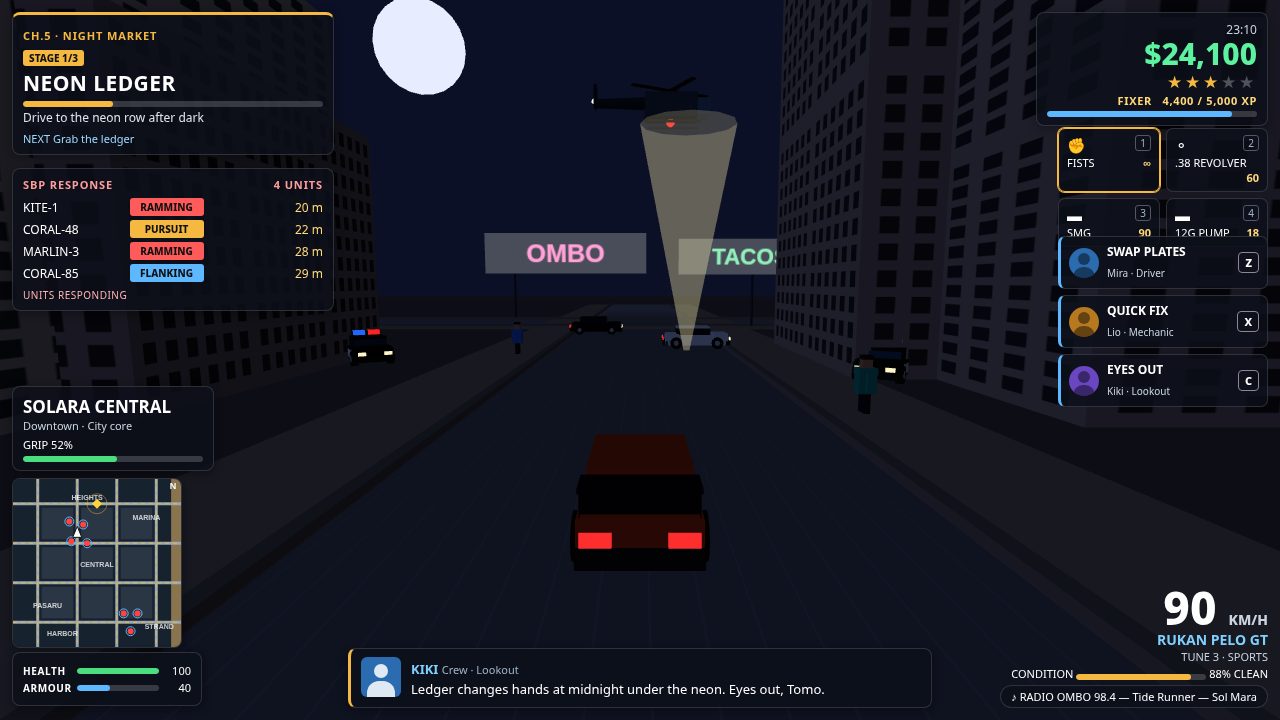 CH.5 · NIGHT MARKET
STAGE 1/3
NEON LEDGER
Drive to the neon row after dark
NEXT Grab the ledger
SBP RESPONSE 4 UNITS
KITE-1 RAMMING 20 m
CORAL-48 PURSUIT 22 m
MARLIN-3 RAMMING 28 m
CORAL-85 FLANKING 29 m
UNITS RESPONDING
OMBO
TACOS
23:10
$24,100
★★★★★
FIXER 4,400 / 5,000 XP
1
FISTS ∞
2
.38 REVOLVER
60
3
SMG 90
4
12G PUMP 18
SWAP PLATES
Mira · Driver
Z
QUICK FIX
Lio · Mechanic
X
EYES OUT
Kiki · Lookout
C
SOLARA CENTRAL
Downtown · City core
GRIP 52%
N
HEIGHTS
MARINA
CENTRAL
PASARU
STRAND
HARBOR
HEALTH 100
ARMOUR 40
KIKI Crew · Lookout
Ledger changes hands at midnight under the neon. Eyes out, Tomo.
90 KM/H
RUKAN PELO GT
TUNE 3 · SPORTS
CONDITION 88% CLEAN
♪ RADIO OMBO 98.4 — Tide Runner — Sol Mara